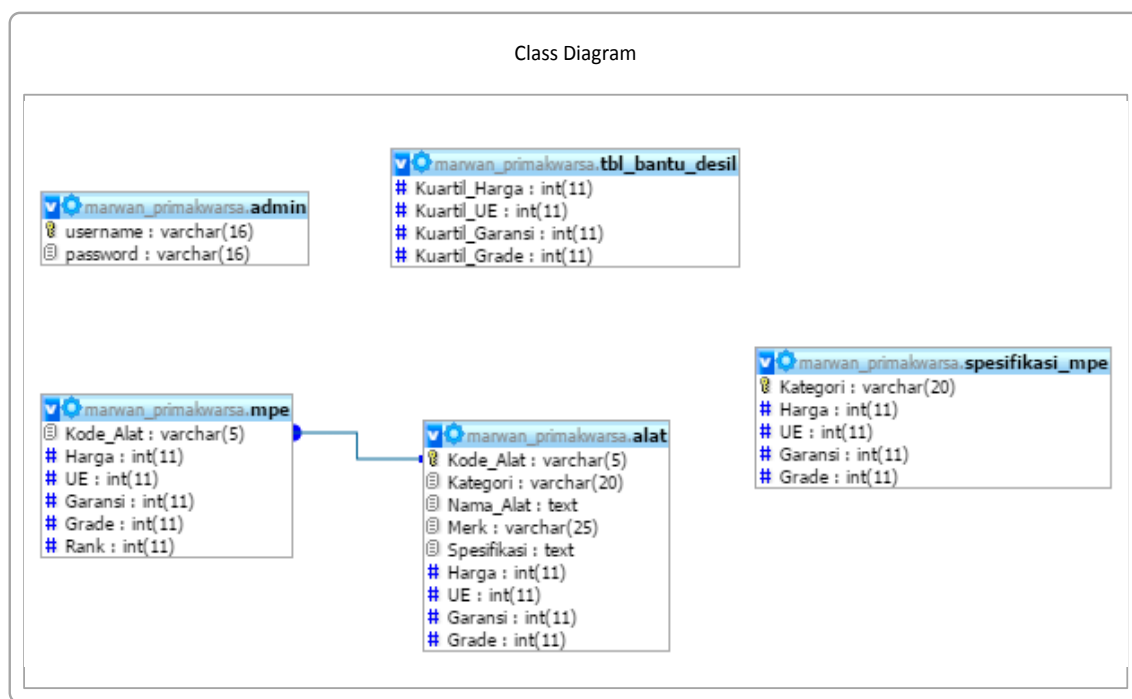 Class Diagram
marwan_primakwarsa.tbl_bantu_desil
# Kuartil_Harga : int(11)
# Kuartil_UE : int(11)
# Kuartil_Garansi : int(11)
# Kuartil_Grade : int(11)
marwan_primakwarsa.admin
username : varchar(16)
password : varchar(16)
marwan_primakwarsa.spesifikasi_mpe
Kategori : varchar(20)
# Harga : int(11)
# UE : int(11)
# Garansi : int(11)
# Grade : int(11)
marwan_primakwarsa.mpe
Kode_Alat : varchar(5)
# Harga : int(11)
# UE : int(11)
# Garansi : int(11)
# Grade : int(11)
# Rank : int(11)
marwan_primakwarsa.alat
Kode_Alat : varchar(5)
Kategori : varchar(20)
Nama_Alat : text
Merk : varchar(25)
Spesifikasi : text
# Harga : int(11)
# UE : int(11)
# Garansi : int(11)
# Grade : int(11)